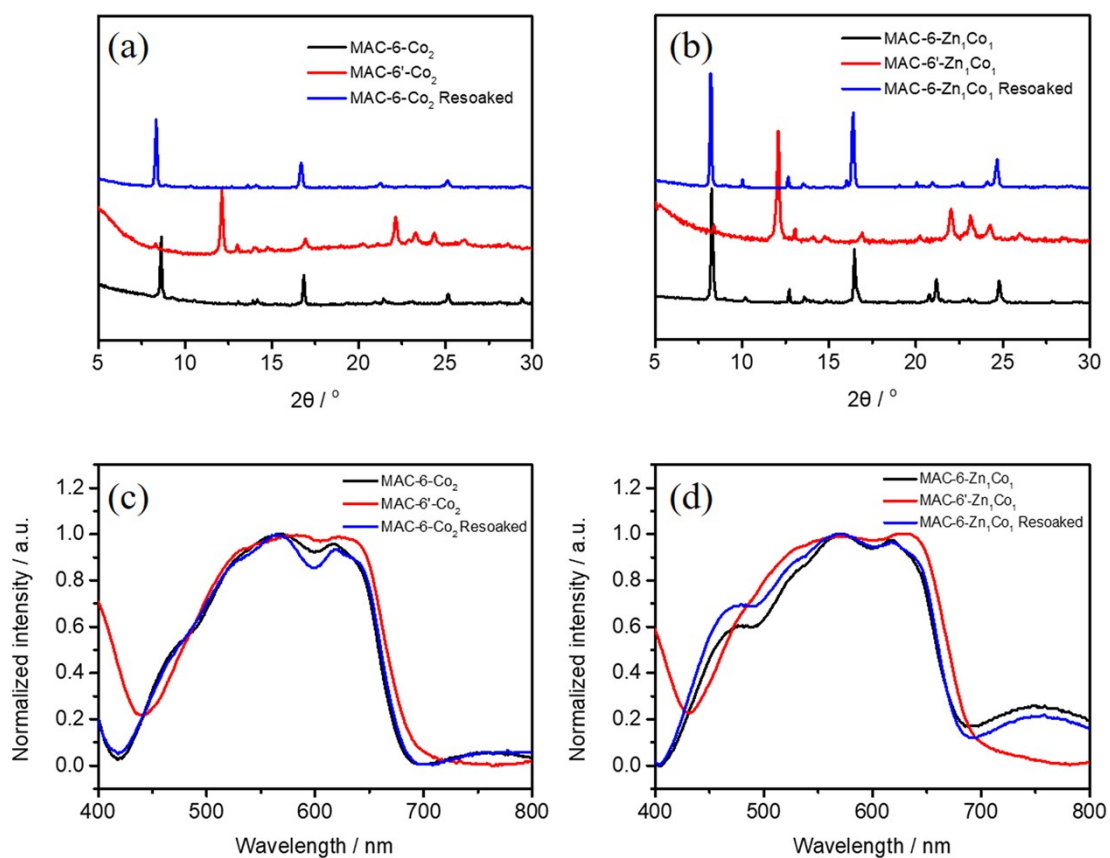 (a)
MAC-6-Co₂
MAC-6'-Co₂
MAC-6-Co₂ Resoaked
5 10 15 20 25 30
2θ / °
(b)
MAC-6-Zn₁Co₁
MAC-6'-Zn₁Co₁
MAC-6-Zn₁Co₁ Resoaked
5 10 15 20 25 30
2θ / °
(c)
MAC-6-Co₂
MAC-6'-Co₂
MAC-6-Co₂ Resoaked
Normalized intensity / a.u.
1.2
1.0
0.8
0.6
0.4
0.2
0.0
400 500 600 700 800
Wavelength / nm
(d)
MAC-6-Zn₁Co₁
MAC-6'-Zn₁Co₁
MAC-6-Zn₁Co₁ Resoaked
Normalized intensity / a.u.
1.2
1.0
0.8
0.6
0.4
0.2
0.0
400 500 600 700 800
Wavelength / nm